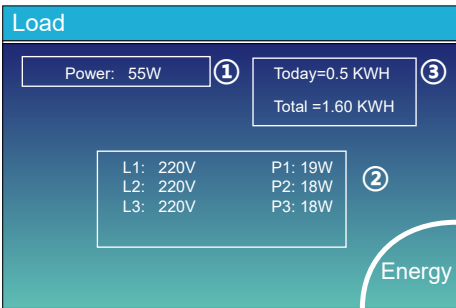 Load
Power: 55W ①
Today=0.5 KWH ③
Total =1.60 KWH
L1: 220V P1: 19W
L2: 220V P2: 18W ②
L3: 220V P3: 18W
Energy